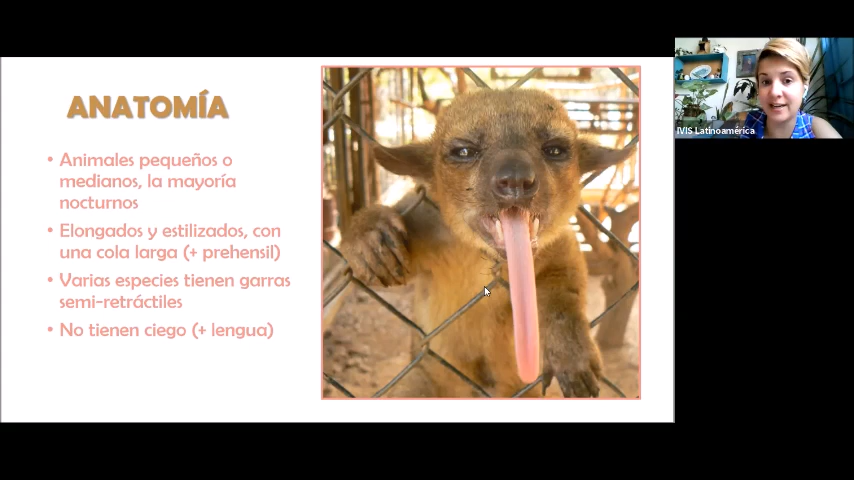 ANATOMÍA
• Animales pequeños o
medianos, la mayoría
nocturnos
• Elongados y estilizados, con
una cola larga (+ prehensil)
• Varias especies tienen garras
semi-retráctiles
• No tienen ciego (+ lengua)
IVIS Latinoamérica